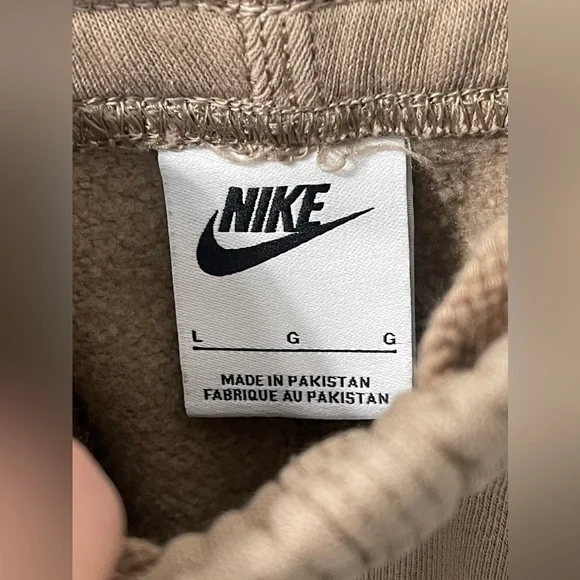 NIKE
L G G
MADE IN PAKISTAN
FABRIQUE AU PAKISTAN